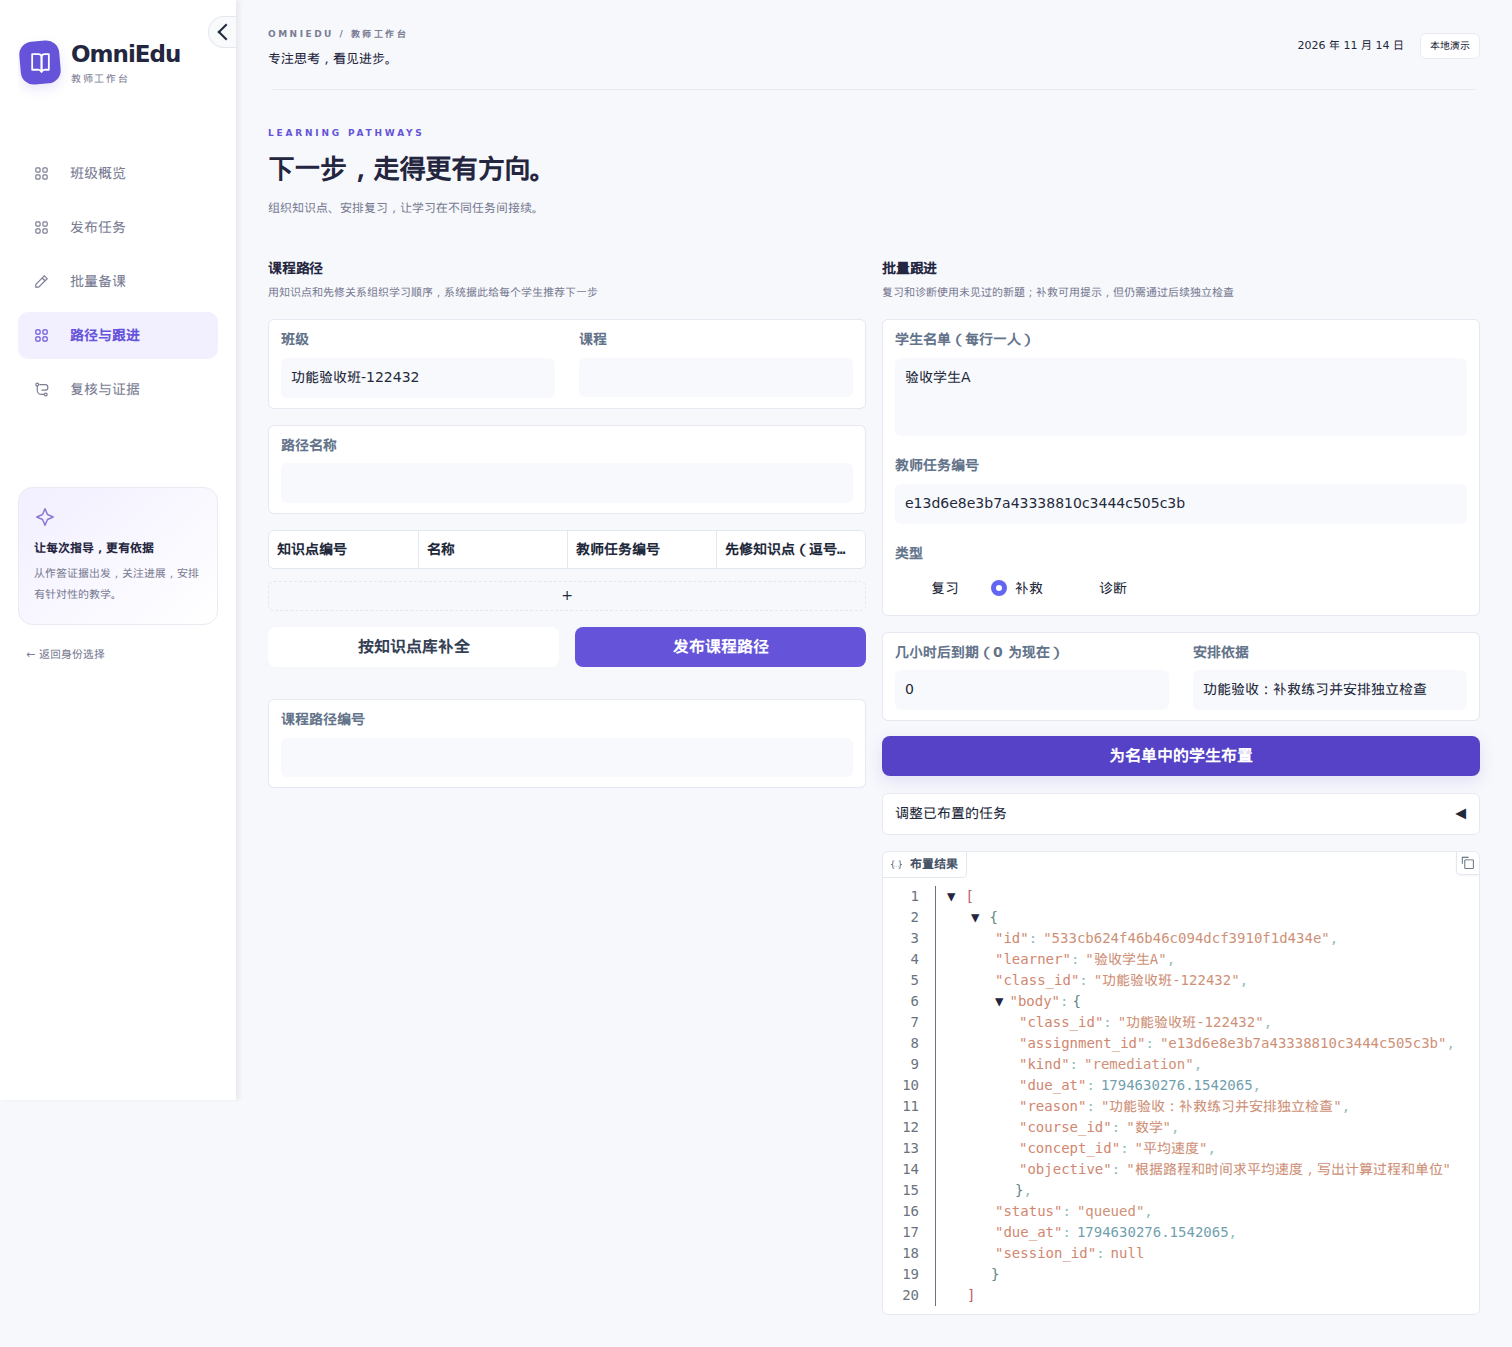 OmniEdu
教师工作台
班级概览
发布任务
批量备课
路径与跟进
复核与证据
让每次指导，更有依据
从作答证据出发，关注进展，安排
有针对性的教学。
← 返回身份选择
OMNIEDU / 教师工作台
专注思考，看见进步。
2026 年 11 月 14 日
本地演示
LEARNING PATHWAYS
下一步，走得更有方向。
组织知识点、安排复习，让学习在不同任务间接续。
课程路径
用知识点和先修关系组织学习顺序，系统据此给每个学生推荐下一步
班级
课程
功能验收班-122432
路径名称
知识点编号
名称
教师任务编号
先修知识点（逗号...
+
按知识点库补全
发布课程路径
课程路径编号
批量跟进
复习和诊断使用未见过的新题；补救可用提示，但仍需通过后续独立检查
学生名单（每行一人）
验收学生A
教师任务编号
e13d6e8e3b7a43338810c3444c505c3b
类型
复习
补救
诊断
几小时后到期（0 为现在）
安排依据
0
功能验收：补救练习并安排独立检查
为名单中的学生布置
调整已布置的任务 ◀
{.} 布置结果
1 ▼ [
2 ▼ {
3 "id": "533cb624f46b46c094dcf3910f1d434e",
4 "learner": "验收学生A",
5 "class_id": "功能验收班-122432",
6 ▼ "body": {
7 "class_id": "功能验收班-122432",
8 "assignment_id": "e13d6e8e3b7a43338810c3444c505c3b",
9 "kind": "remediation",
10 "due_at": 1794630276.1542065,
11 "reason": "功能验收：补救练习并安排独立检查",
12 "course_id": "数学",
13 "concept_id": "平均速度",
14 "objective": "根据路程和时间求平均速度，写出计算过程和单位"
15 },
16 "status": "queued",
17 "due_at": 1794630276.1542065,
18 "session_id": null
19 }
20 ]